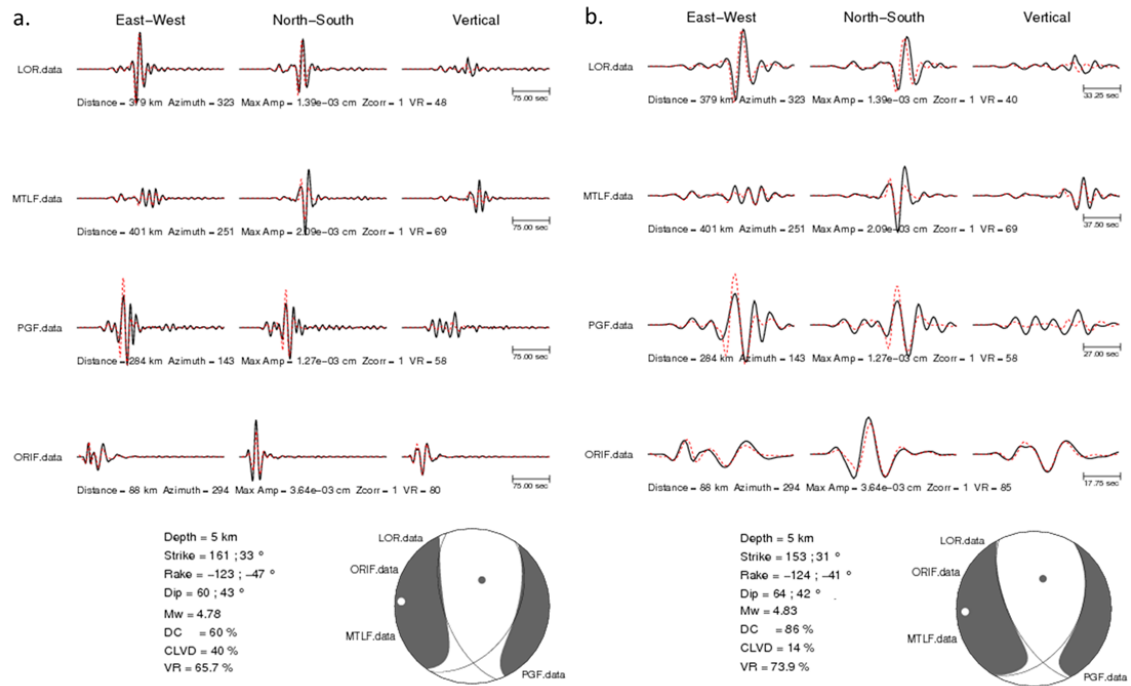 a.
East-West North-South Vertical
LOR.data
75.00 sec
Distance = 379 km Azimuth = 323 Max Amp = 1.39e-03 cm Zcorr = 1 VR = 48
MTLF.data
75.00 sec
Distance = 401 km Azimuth = 251 Max Amp = 2.09e-03 cm Zcorr = 1 VR = 69
PGF.data
75.00 sec
Distance = 284 km Azimuth = 143 Max Amp = 1.27e-03 cm Zcorr = 1 VR = 58
ORIF.data
75.00 sec
Distance = 88 km Azimuth = 294 Max Amp = 3.64e-03 cm Zcorr = 1 VR = 80
Depth = 5 km
Strike = 161 ; 33 °
Rake = -123 ; -47 °
Dip = 60 ; 43 °
Mw = 4.78
DC = 60 %
CLVD = 40 %
VR = 65.7 %
LOR.data
ORIF.data
MTLF.data
PGF.data
b.
East-West North-South Vertical
LOR.data
33.25 sec
Distance = 379 km Azimuth = 323 Max Amp = 1.39e-03 cm Zcorr = 1 VR = 40
MTLF.data
37.50 sec
Distance = 401 km Azimuth = 251 Max Amp = 2.09e-03 cm Zcorr = 1 VR = 69
PGF.data
27.00 sec
Distance = 284 km Azimuth = 143 Max Amp = 1.27e-03 cm Zcorr = 1 VR = 58
ORIF.data
17.75 sec
Distance = 88 km Azimuth = 294 Max Amp = 3.64e-03 cm Zcorr = 1 VR = 85
Depth = 5 km
Strike = 153 ; 31 °
Rake = -124 ; -41 °
Dip = 64 ; 42 °
Mw = 4.83
DC = 86 %
CLVD = 14 %
VR = 73.9 %
LOR.data
ORIF.data
MTLF.data
PGF.data